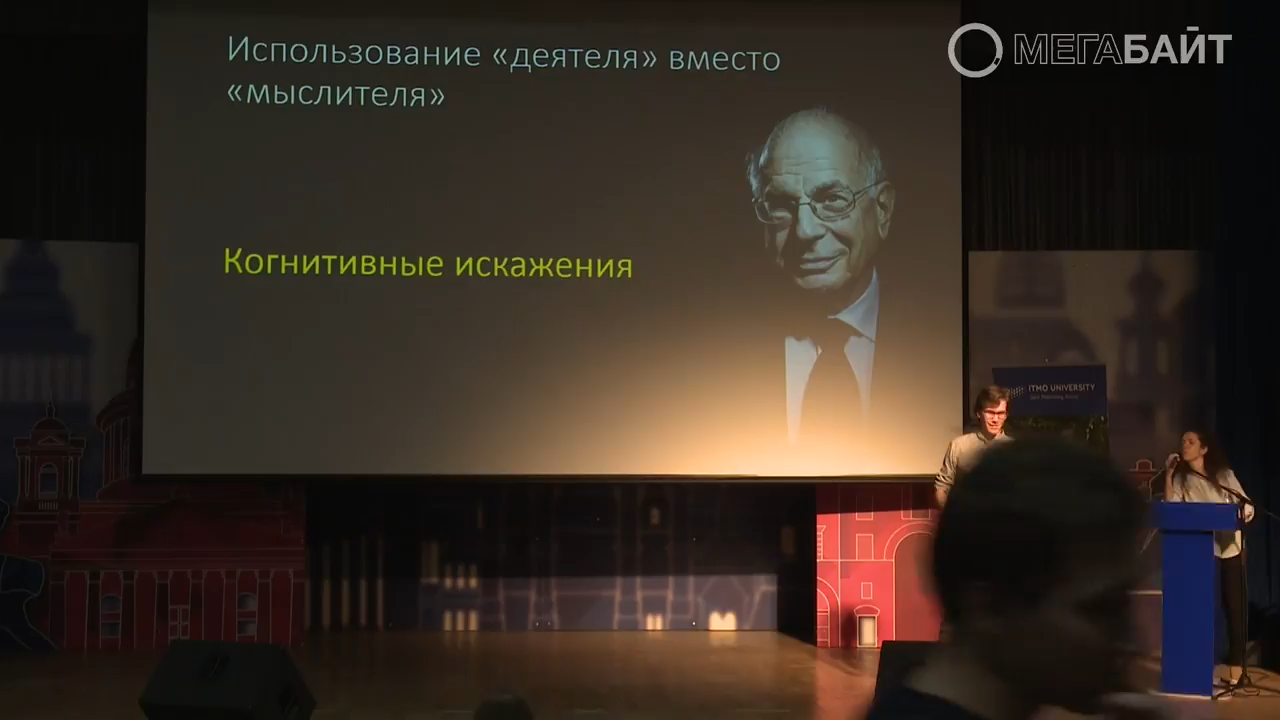 Использование «деятеля» вместо
«мыслителя»
МЕГАБАЙТ
Когнитивные искажения
ITMO UNIVERSITY